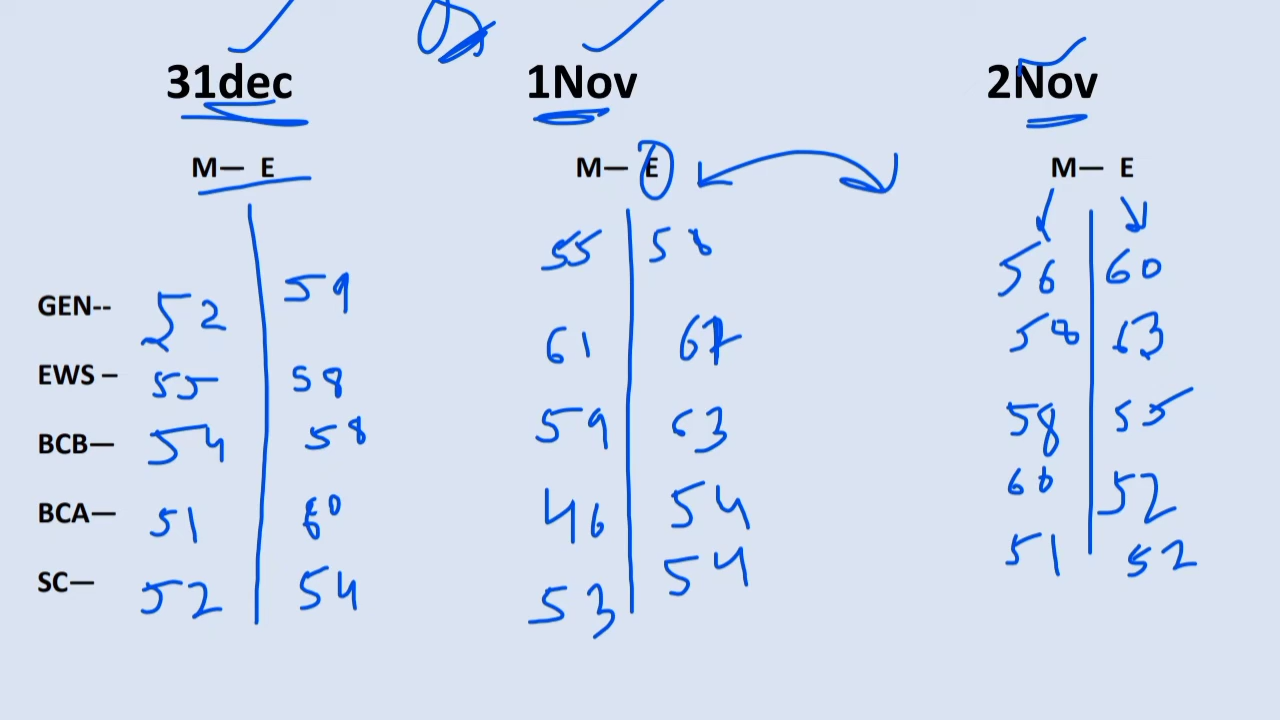 31dec 1Nov 2Nov
M— E M— E M— E
55 58 56 60
GEN-- 52 59
61 58 63
EWS – 55 58
BCB— 54 58 59 63 58 55
BCA— 51 60 46 54 60 52
SC— 52 54 53 54 51 52